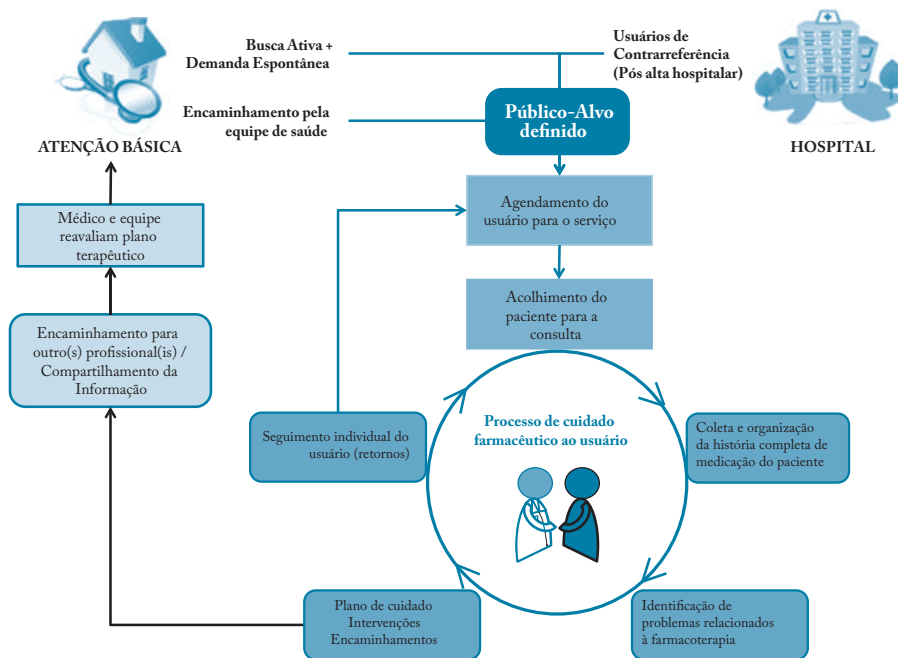 Busca Ativa +
Demanda Espontânea
Usuários de
Contrarreferência
(Pós alta hospitalar)
Encaminhamento pela
equipe de saúde
Público-Alvo
definido
ATENÇÃO BÁSICA
HOSPITAL
Agendamento do
usuário para o serviço
Médico e equipe
reavaliam plano
terapêutico
Acolhimento do
paciente para a
consulta
Encaminhamento para
outro(s) profissional(is) /
Compartilhamento da
Informação
Processo de cuidado
farmacêutico ao usuário
Seguimento individual do
usuário (retornos)
Coleta e organização
da história completa de
medicação do paciente
Plano de cuidado
Intervenções
Encaminhamentos
Identificação de
problemas relacionados
à farmacoterapia